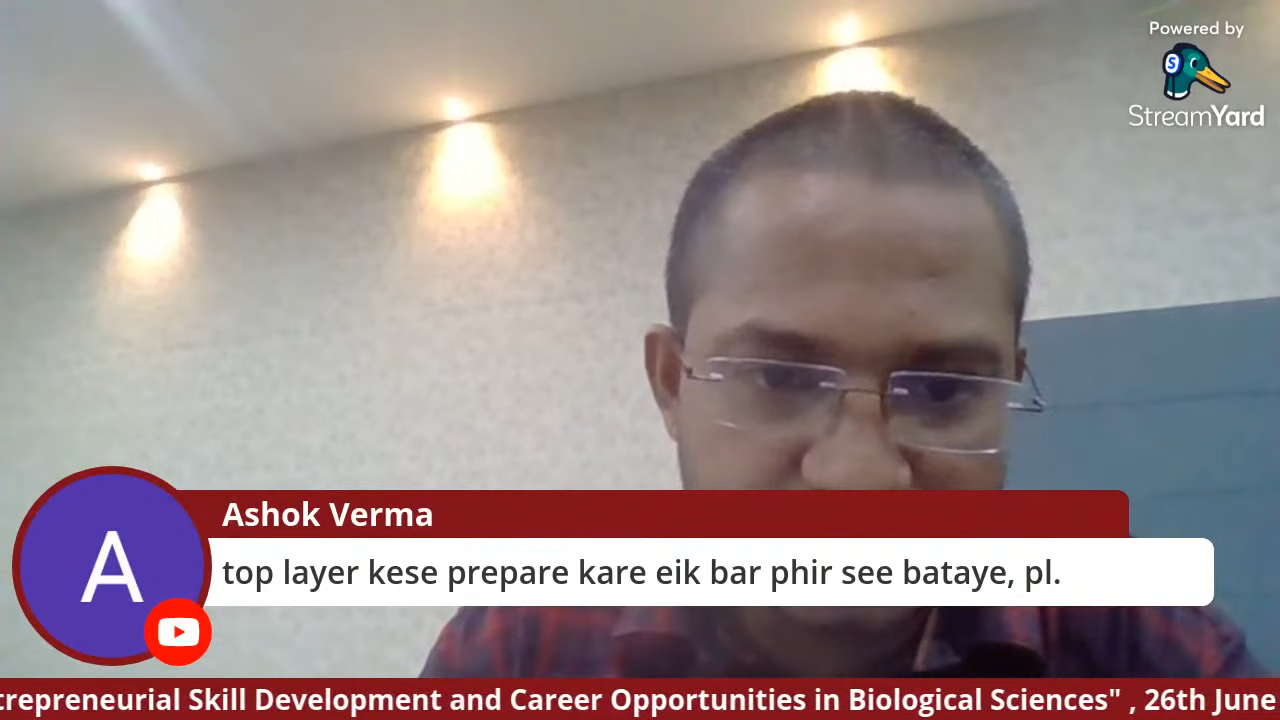 Powered by
S
StreamYard
A
Ashok Verma
top layer kese prepare kare eik bar phir see bataye, pl.
trepreneurial Skill Development and Career Opportunities in Biological Sciences" , 26th June